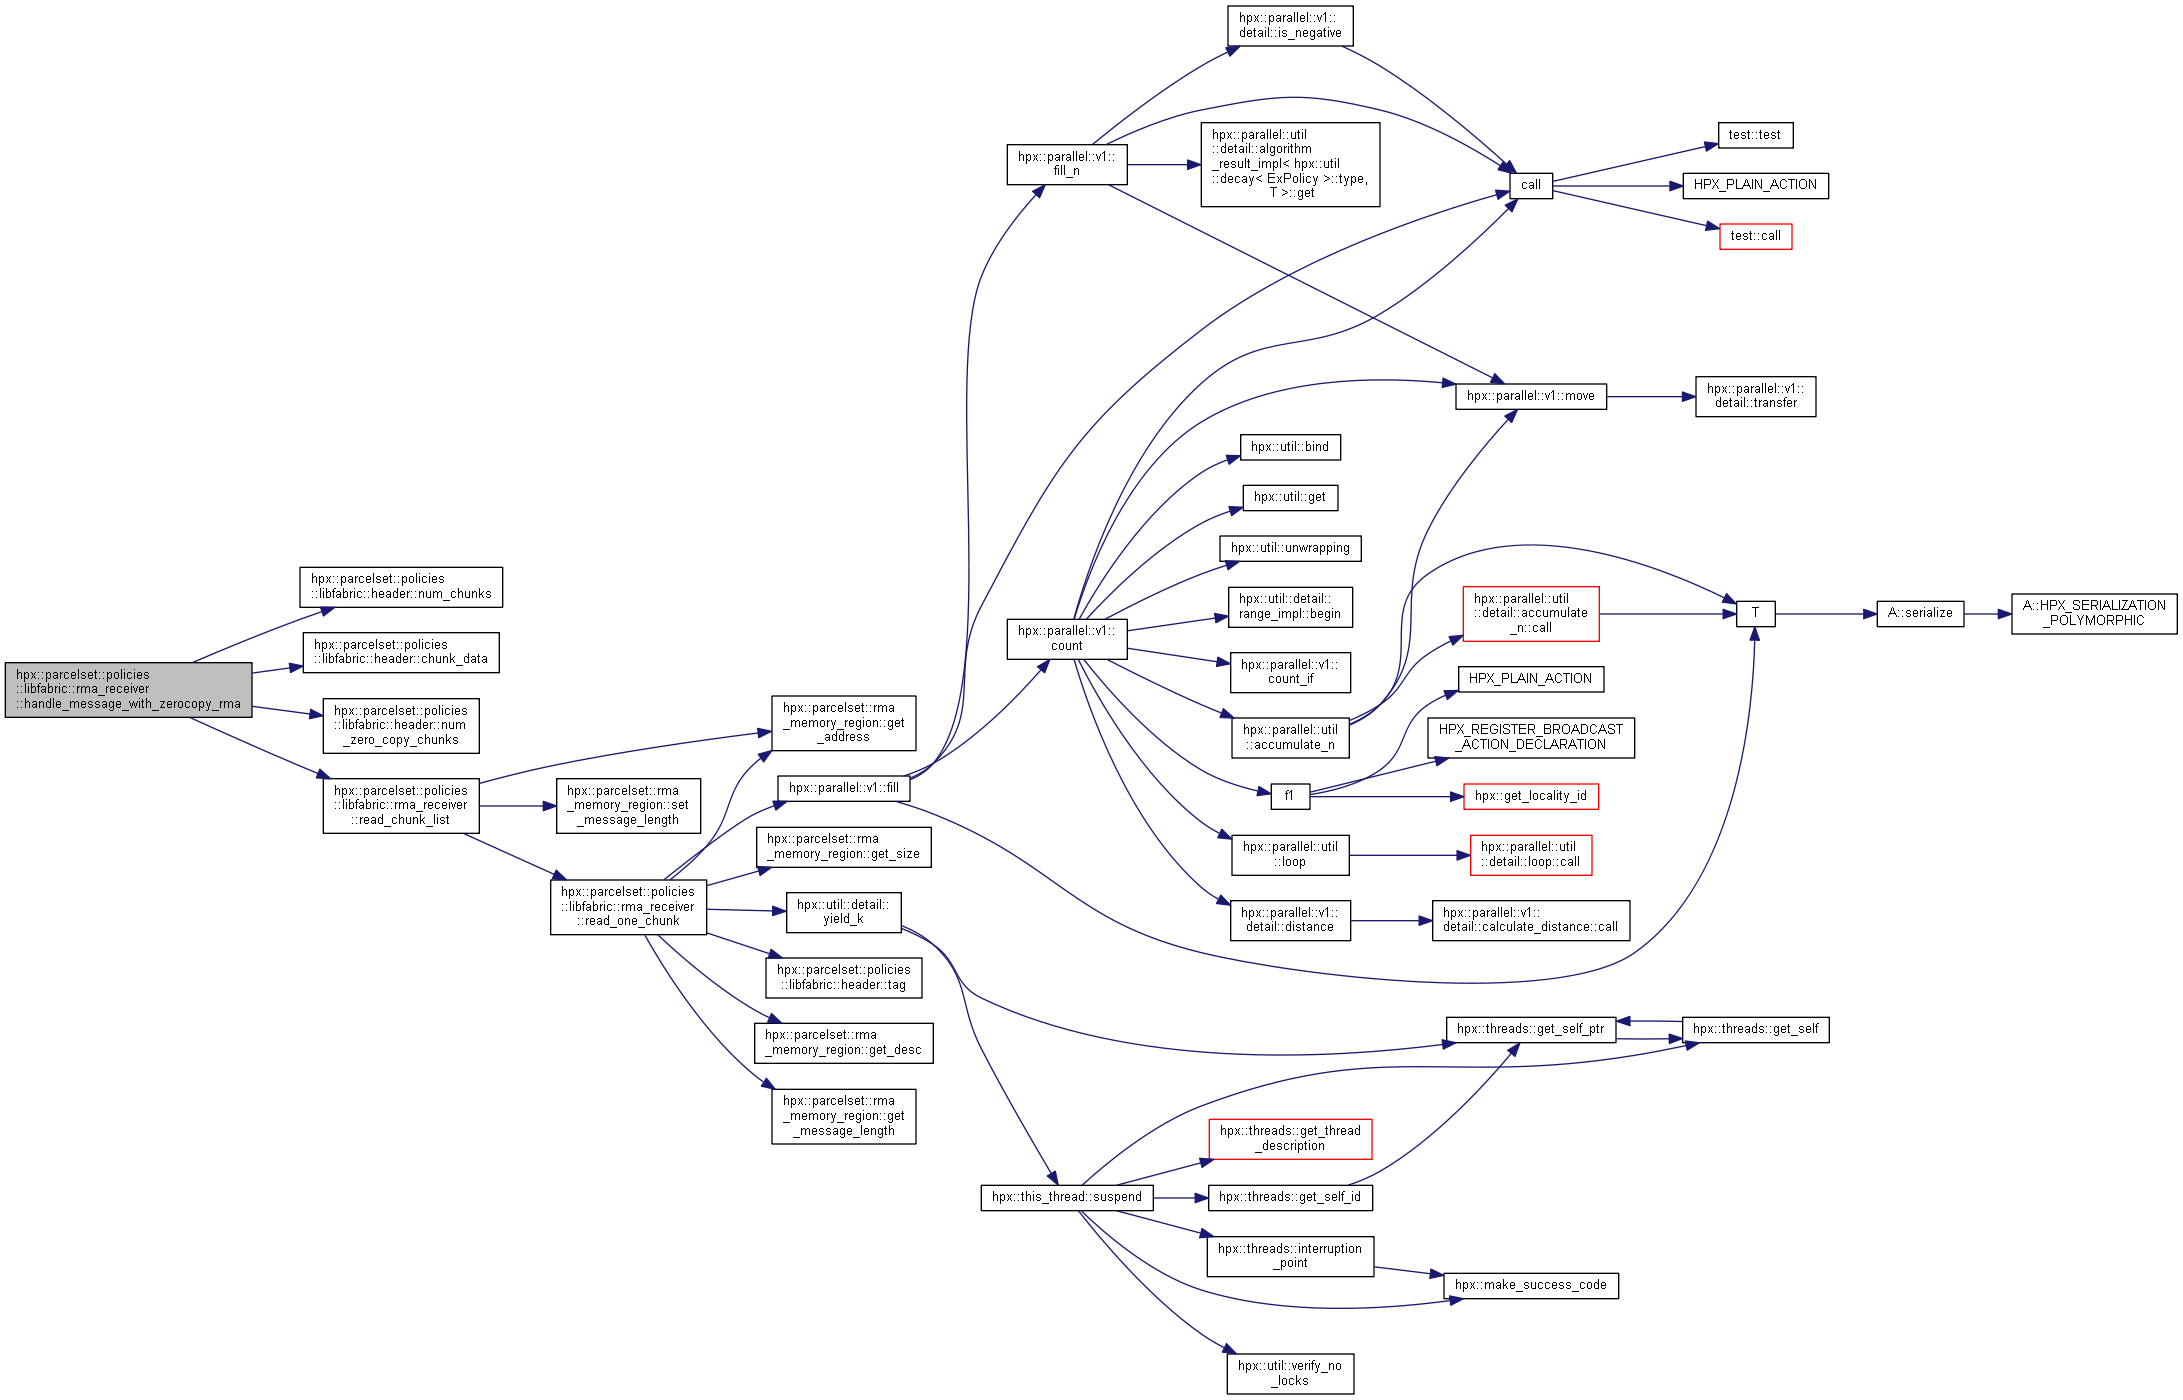 hpx::parcelset::policies
::libfabric::rma_receiver
::handle_message_with_zerocopy_rma
hpx::parcelset::policies
::libfabric::header::num_chunks
hpx::parcelset::policies
::libfabric::header::chunk_data
hpx::parcelset::policies
::libfabric::header::num
_zero_copy_chunks
hpx::parcelset::policies
::libfabric::rma_receiver
::read_chunk_list
hpx::parcelset::rma
_memory_region::get
_address
hpx::parcelset::rma
_memory_region::set
_message_length
hpx::parcelset::policies
::libfabric::rma_receiver
::read_one_chunk
hpx::parallel::v1::fill
hpx::parcelset::rma
_memory_region::get_size
hpx::util::detail::
yield_k
hpx::parcelset::policies
::libfabric::header::tag
hpx::parcelset::rma
_memory_region::get_desc
hpx::parcelset::rma
_memory_region::get
_message_length
hpx::parallel::v1::
fill_n
hpx::parallel::v1::
count
hpx::this_thread::suspend
hpx::parallel::v1::
detail::is_negative
hpx::parallel::util
::detail::algorithm
_result_impl< hpx::util
::decay< ExPolicy >::type,
T >::get
hpx::util::bind
hpx::util::get
hpx::util::unwrapping
hpx::util::detail::
range_impl::begin
hpx::parallel::v1::
count_if
hpx::parallel::util
::accumulate_n
f1
hpx::parallel::util
::loop
hpx::parallel::v1::
detail::distance
hpx::threads::get_thread
_description
hpx::threads::get_self_id
hpx::threads::interruption
_point
hpx::util::verify_no
_locks
call
hpx::parallel::v1::move
hpx::parallel::util
::detail::accumulate
_n::call
HPX_PLAIN_ACTION
HPX_REGISTER_BROADCAST
_ACTION_DECLARATION
hpx::get_locality_id
hpx::parallel::util
::detail::loop::call
hpx::parallel::v1::
detail::calculate_distance::call
hpx::threads::get_self_ptr
hpx::make_success_code
test::test
HPX_PLAIN_ACTION
test::call
hpx::parallel::v1::
detail::transfer
T
hpx::threads::get_self
A::serialize
A::HPX_SERIALIZATION
_POLYMORPHIC